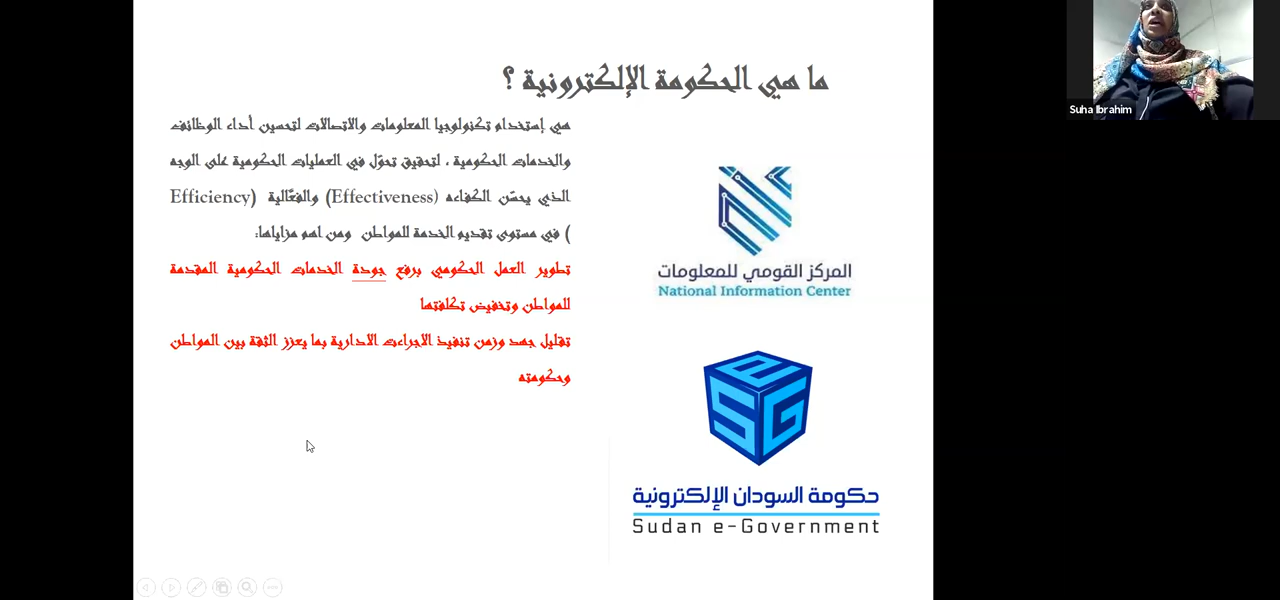 ما هي الحكومة الإلكترونية ؟
هي إستخدام تكنولوجيا المعلومات والاتصالات لتحسين أداء الوظائف
والخدمات الحكومية ، لتحقيق تحوّل في العمليات الحكومية على الوجه
الذي يحسّن الكفاءه (Effectiveness) والفعّالية (Efficiency
) في مستوى تقديم الخدمة للمواطن ومن اهم مزاياها:
تطوير العمل الحكومي برفع جودة الخدمات الحكومية المقدمة
للمواطن وتخفيض تكلفتها
تقليل جهد وزمن تنفيذ الاجراءت الادارية بما يعزز الثقة بين المواطن
وحكومته
المركز القومي للمعلومات
National Information Center
SEG
حكومة السودان الإلكترونية
Sudan e-Government
Suha Ibrahim